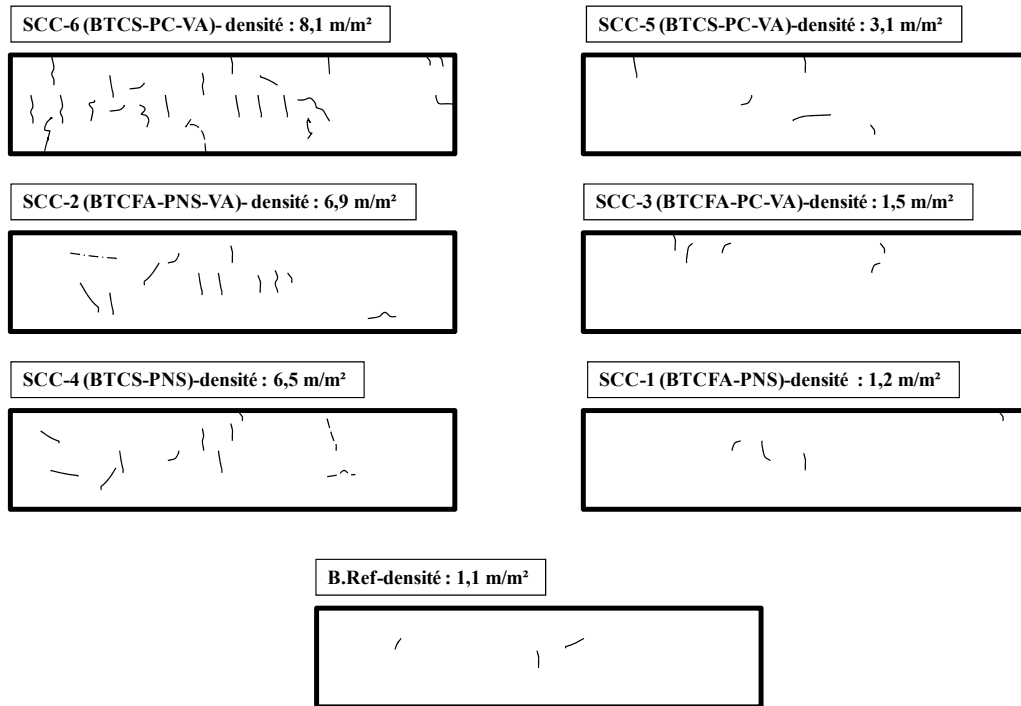 SCC-6 (BTCS-PC-VA)- densité : 8,1 m/m²
SCC-5 (BTCS-PC-VA)-densité : 3,1 m/m²
SCC-2 (BTCFA-PNS-VA)- densité : 6,9 m/m²
SCC-3 (BTCFA-PC-VA)-densité : 1,5 m/m²
SCC-4 (BTCS-PNS)-densité : 6,5 m/m²
SCC-1 (BTCFA-PNS)-densité : 1,2 m/m²
B.Ref-densité : 1,1 m/m²